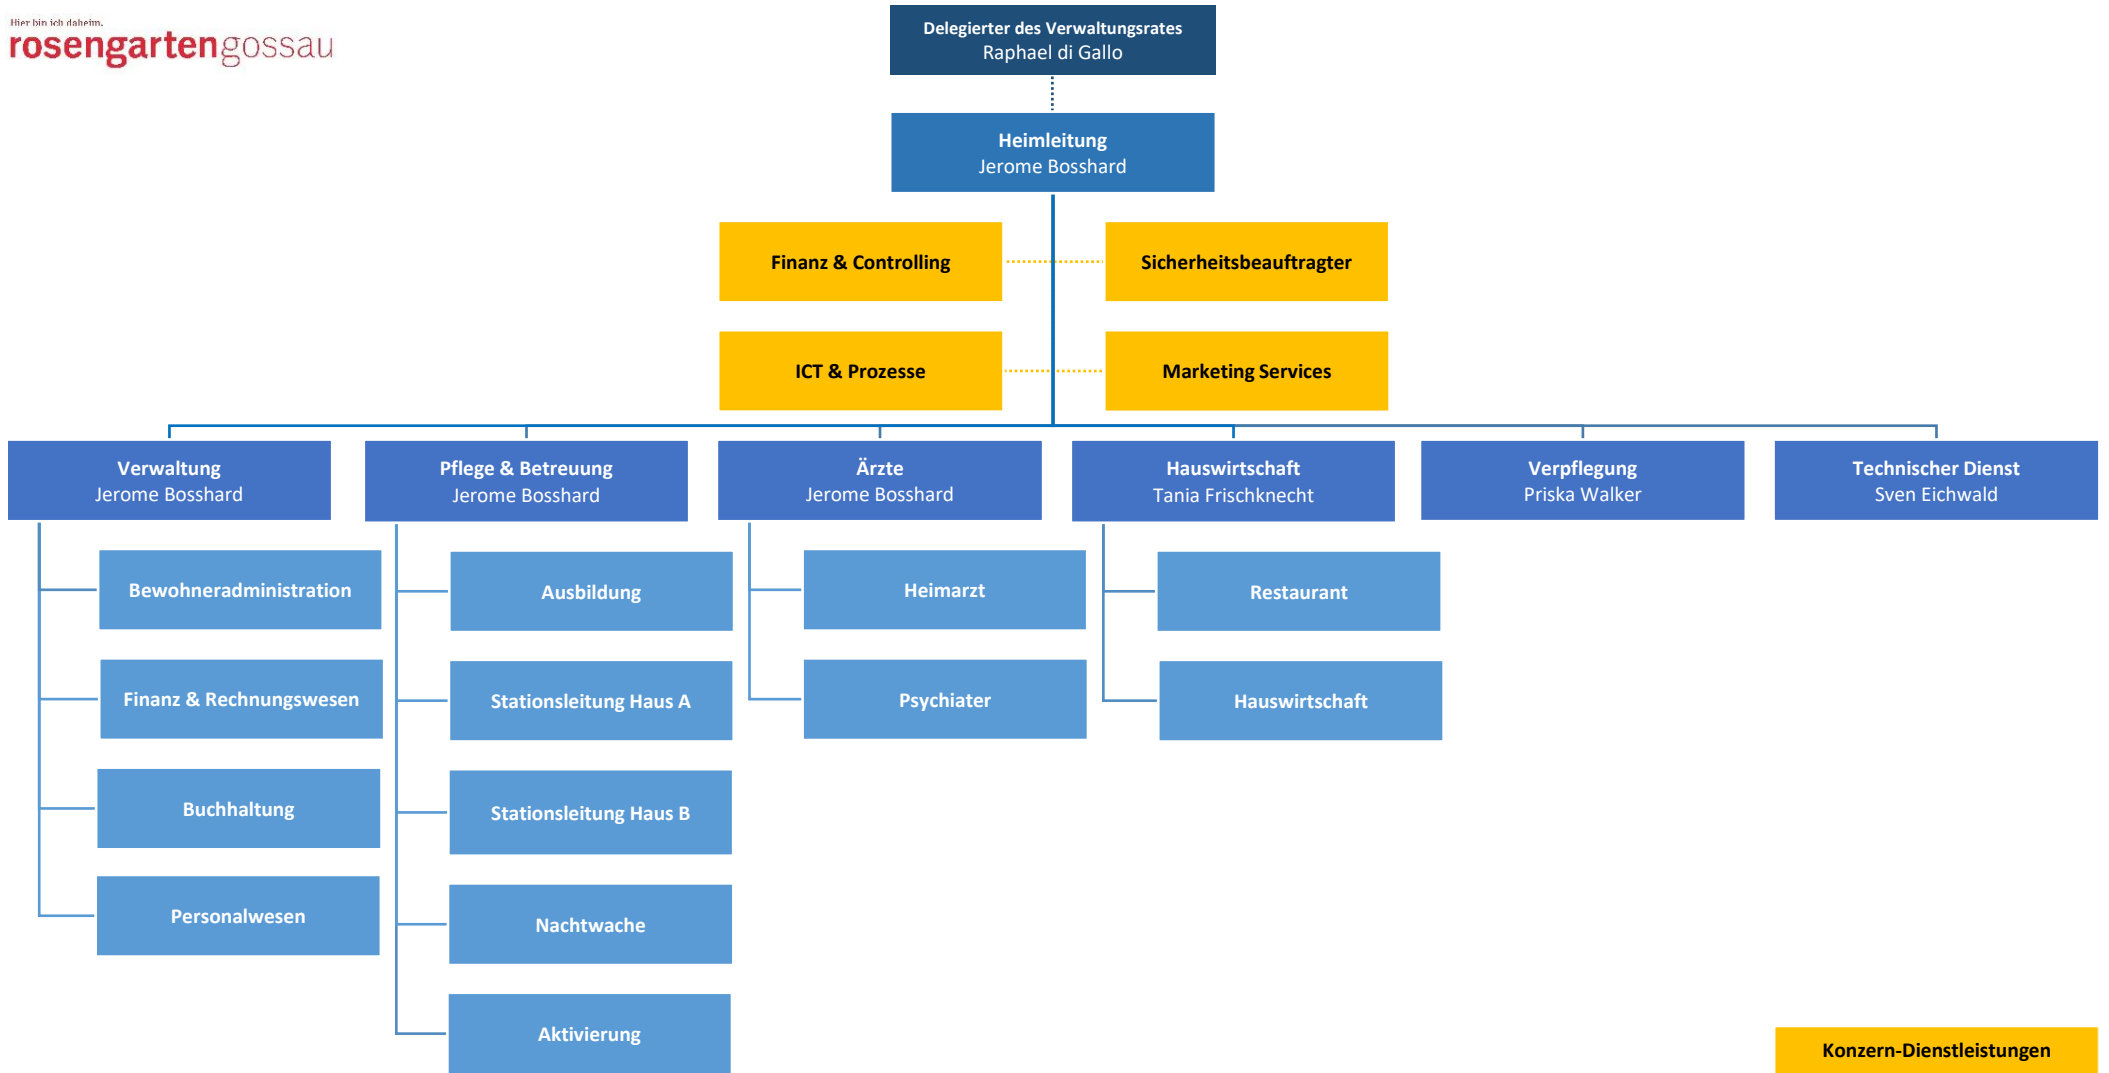 Hier bin ich daheim.
rosengartengossau
Delegierter des Verwaltungsrates
Raphael di Gallo
Heimleitung
Jerome Bosshard
Finanz & Controlling
Sicherheitsbeauftragter
ICT & Prozesse
Marketing Services
Verwaltung
Jerome Bosshard
Pflege & Betreuung
Jerome Bosshard
Ärzte
Jerome Bosshard
Hauswirtschaft
Tania Frischknecht
Verpflegung
Priska Walker
Technischer Dienst
Sven Eichwald
Bewohneradministration
Finanz & Rechnungswesen
Buchhaltung
Personalwesen
Ausbildung
Stationsleitung Haus A
Stationsleitung Haus B
Nachtwache
Aktivierung
Heimarzt
Psychiater
Restaurant
Hauswirtschaft
Konzern-Dienstleistungen